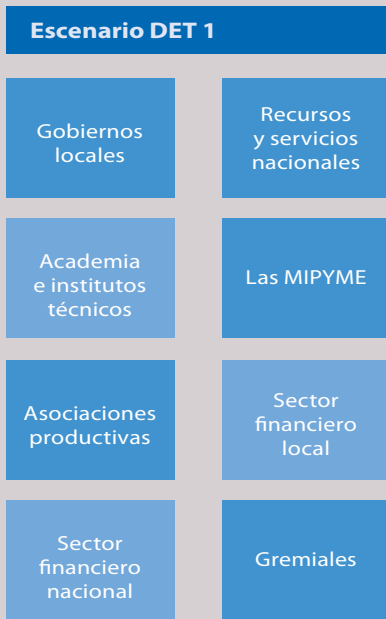 Escenario DET 1
Gobiernos
locales
Recursos
y servicios
nacionales
Academia
e institutos
técnicos
Las MIPYME
Asociaciones
productivas
Sector
financiero
local
Sector
financiero
nacional
Gremiales